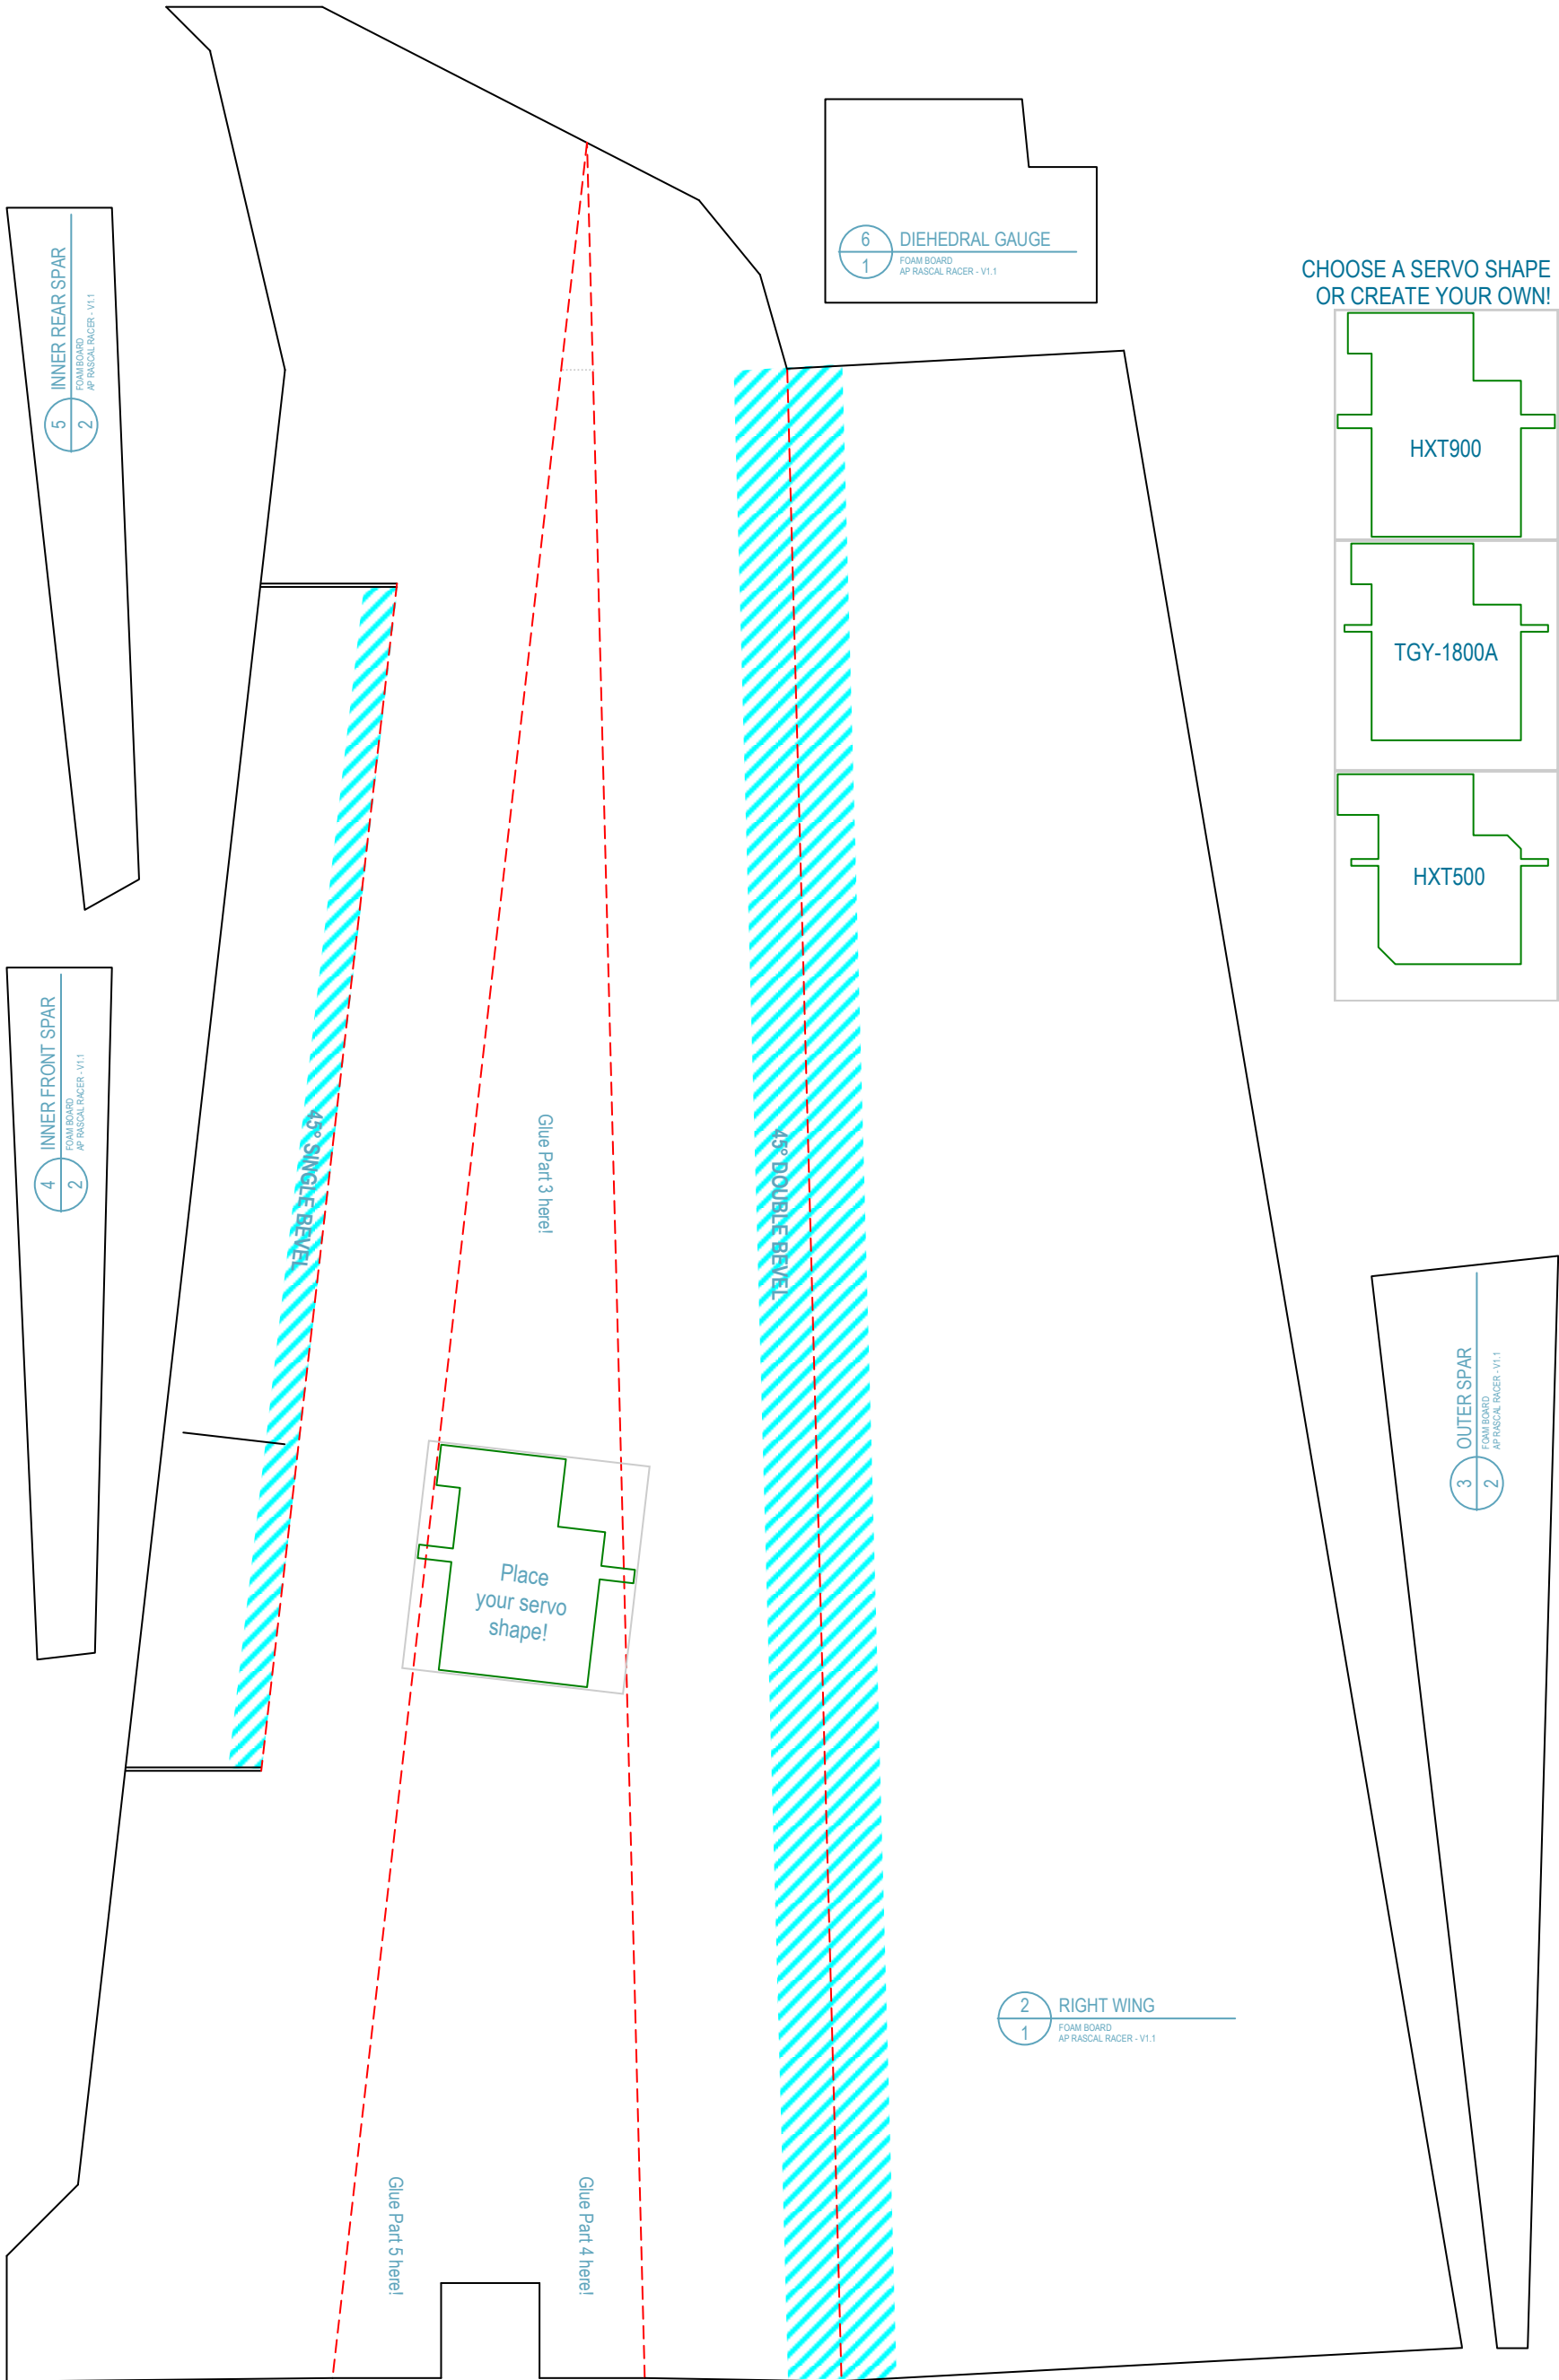 6
1
DIEHEDRAL GAUGE
FOAM BOARD
AP RASCAL RACER - V1.1
CHOOSE A SERVO SHAPE
OR CREATE YOUR OWN!
HXT900
TGY-1800A
HXT500
5
2
INNER REAR SPAR
FOAM BOARD
AP RASCAL RACER - V1.1
4
2
INNER FRONT SPAR
FOAM BOARD
AP RASCAL RACER - V1.1
45° SINGLE BEVEL
Glue Part 3 here!
45° DOUBLE BEVEL
3
2
OUTER SPAR
FOAM BOARD
AP RASCAL RACER - V1.1
Place
your servo
shape!
2
1
RIGHT WING
FOAM BOARD
AP RASCAL RACER - V1.1
Glue Part 5 here!
Glue Part 4 here!